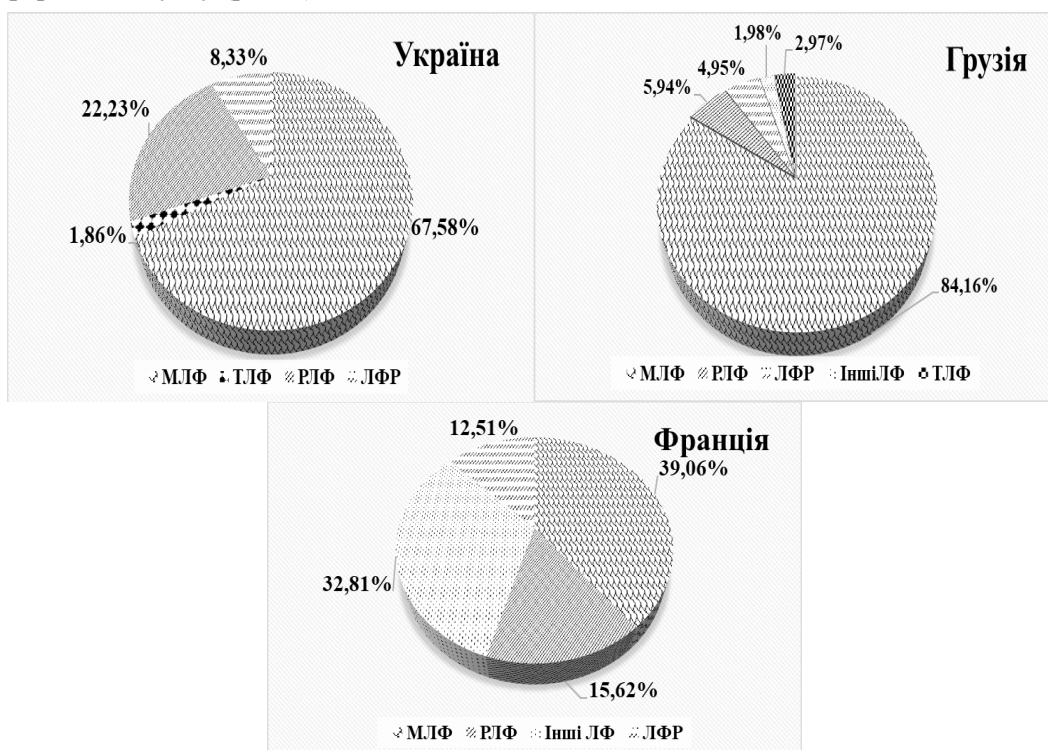 Україна
8,33%
22,23%
1,86%
67,58%
МЛФ ТЛФ РЛФ ЛФР
Грузія
1,98%
2,97%
4,95%
5,94%
84,16%
МЛФ РЛФ ЛФР ІншіЛФ ТЛФ
Франція
12,51%
39,06%
32,81%
15,62%
МЛФ РЛФ Інші ЛФ ЛФР